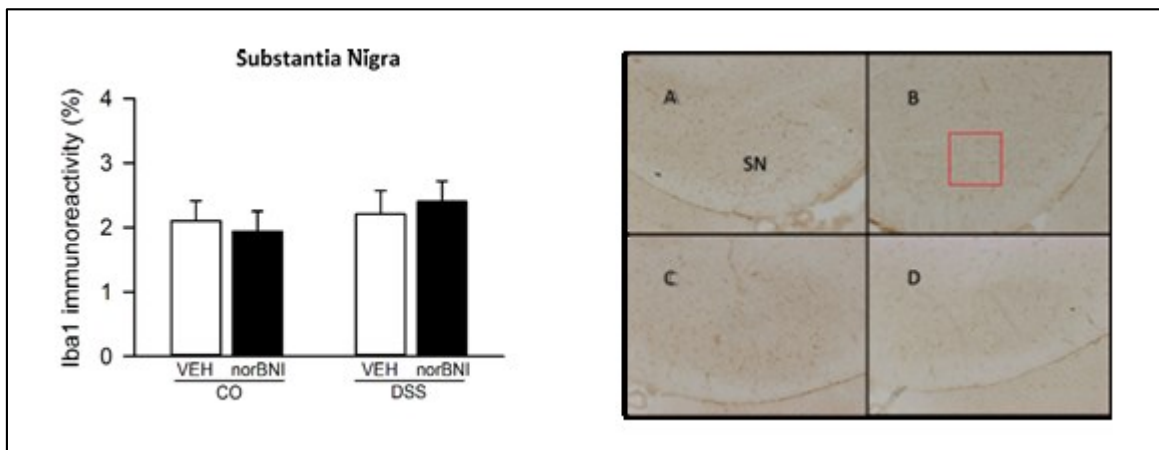 Substantia Nigra
Iba1 immunoreactivity (%)
4
3
2
1
0
VEH norBNI VEH norBNI
CO DSS
A
B
SN
C
D